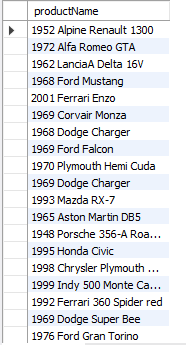 productName
1952 Alpine Renault 1300
1972 Alfa Romeo GTA
1962 LanciaA Delta 16V
1968 Ford Mustang
2001 Ferrari Enzo
1969 Corvair Monza
1968 Dodge Charger
1969 Ford Falcon
1970 Plymouth Hemi Cuda
1969 Dodge Charger
1993 Mazda RX-7
1965 Aston Martin DB5
1948 Porsche 356-A Roa...
1995 Honda Civic
1998 Chrysler Plymouth ...
1999 Indy 500 Monte Ca...
1992 Ferrari 360 Spider red
1969 Dodge Super Bee
1976 Ford Gran Torino